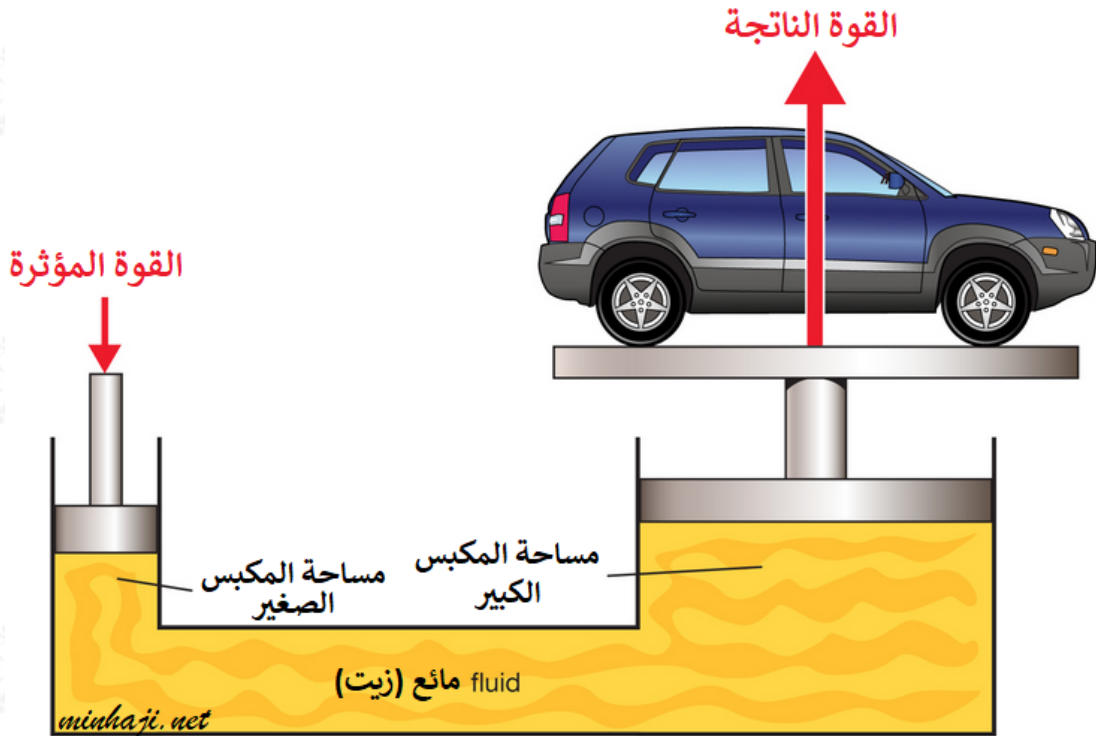 القوة الناتجة
القوة المؤثرة
مساحة المكبس
الصغير
مساحة المكبس
الكبير
مائع (زيت) fluid
minhaji.net